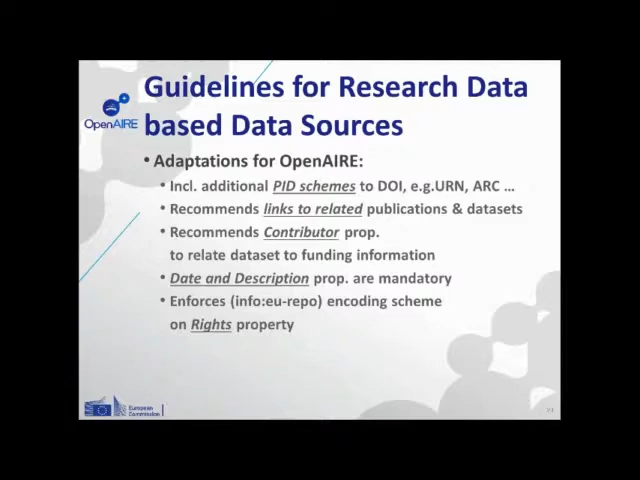 Guidelines for Research Data
based Data Sources
OpenAIRE
• Adaptations for OpenAIRE:
• Incl. additional PID schemes to DOI, e.g.URN, ARC ...
• Recommends links to related publications & datasets
• Recommends Contributor prop.
to relate dataset to funding information
• Date and Description prop. are mandatory
• Enforces (info:eu-repo) encoding scheme
on Rights property
European
Commission